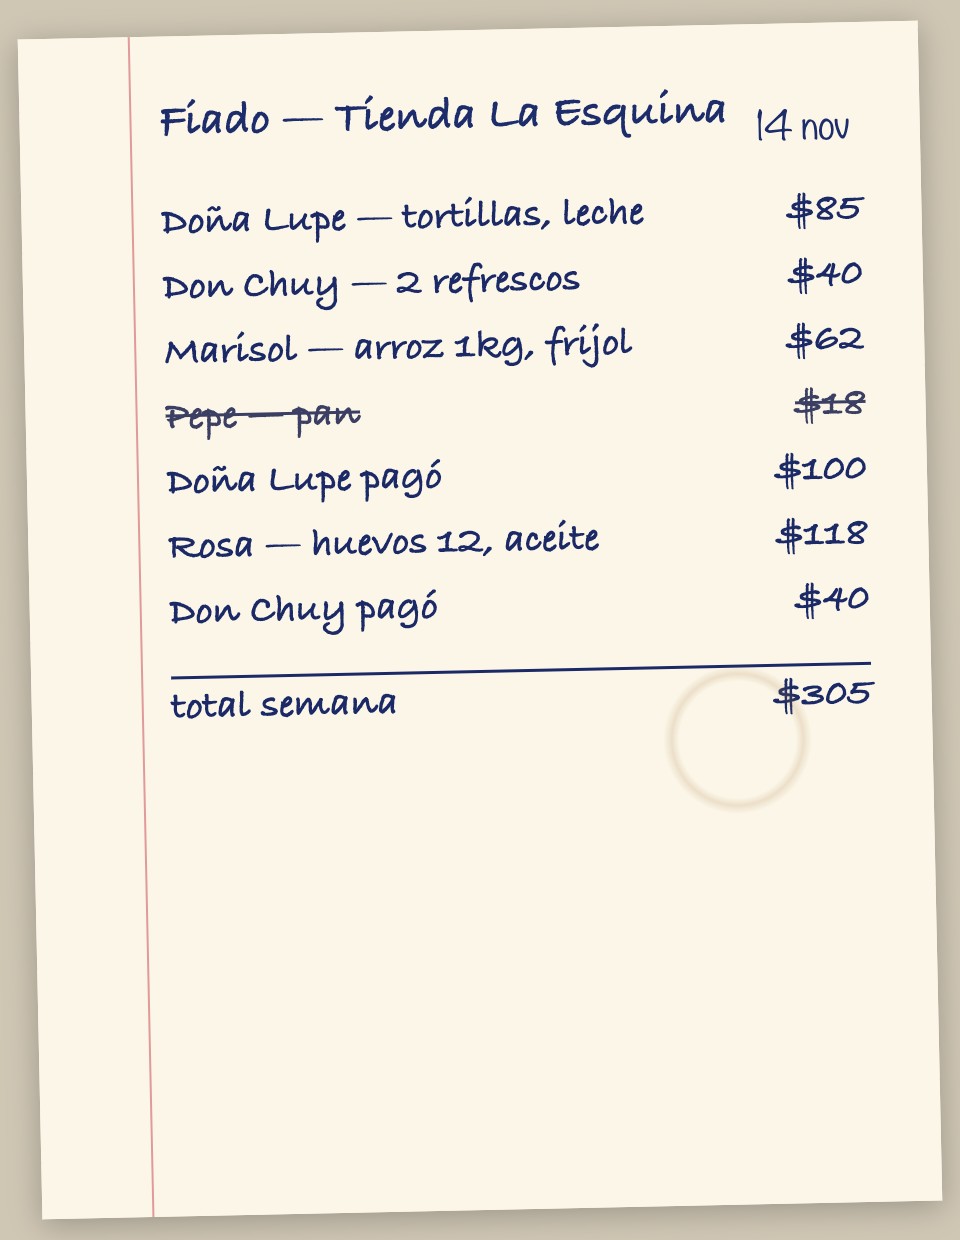 Fiado — Tienda La Esquina 14 nov
Doña Lupe — tortillas, leche $85
Don Chuy — 2 refrescos $40
Marisol — arroz 1kg, frijol $62
Pepe — pan $18
Doña Lupe pagó $100
Rosa — huevos 12, aceite $118
Don Chuy pagó $40
total semana $305